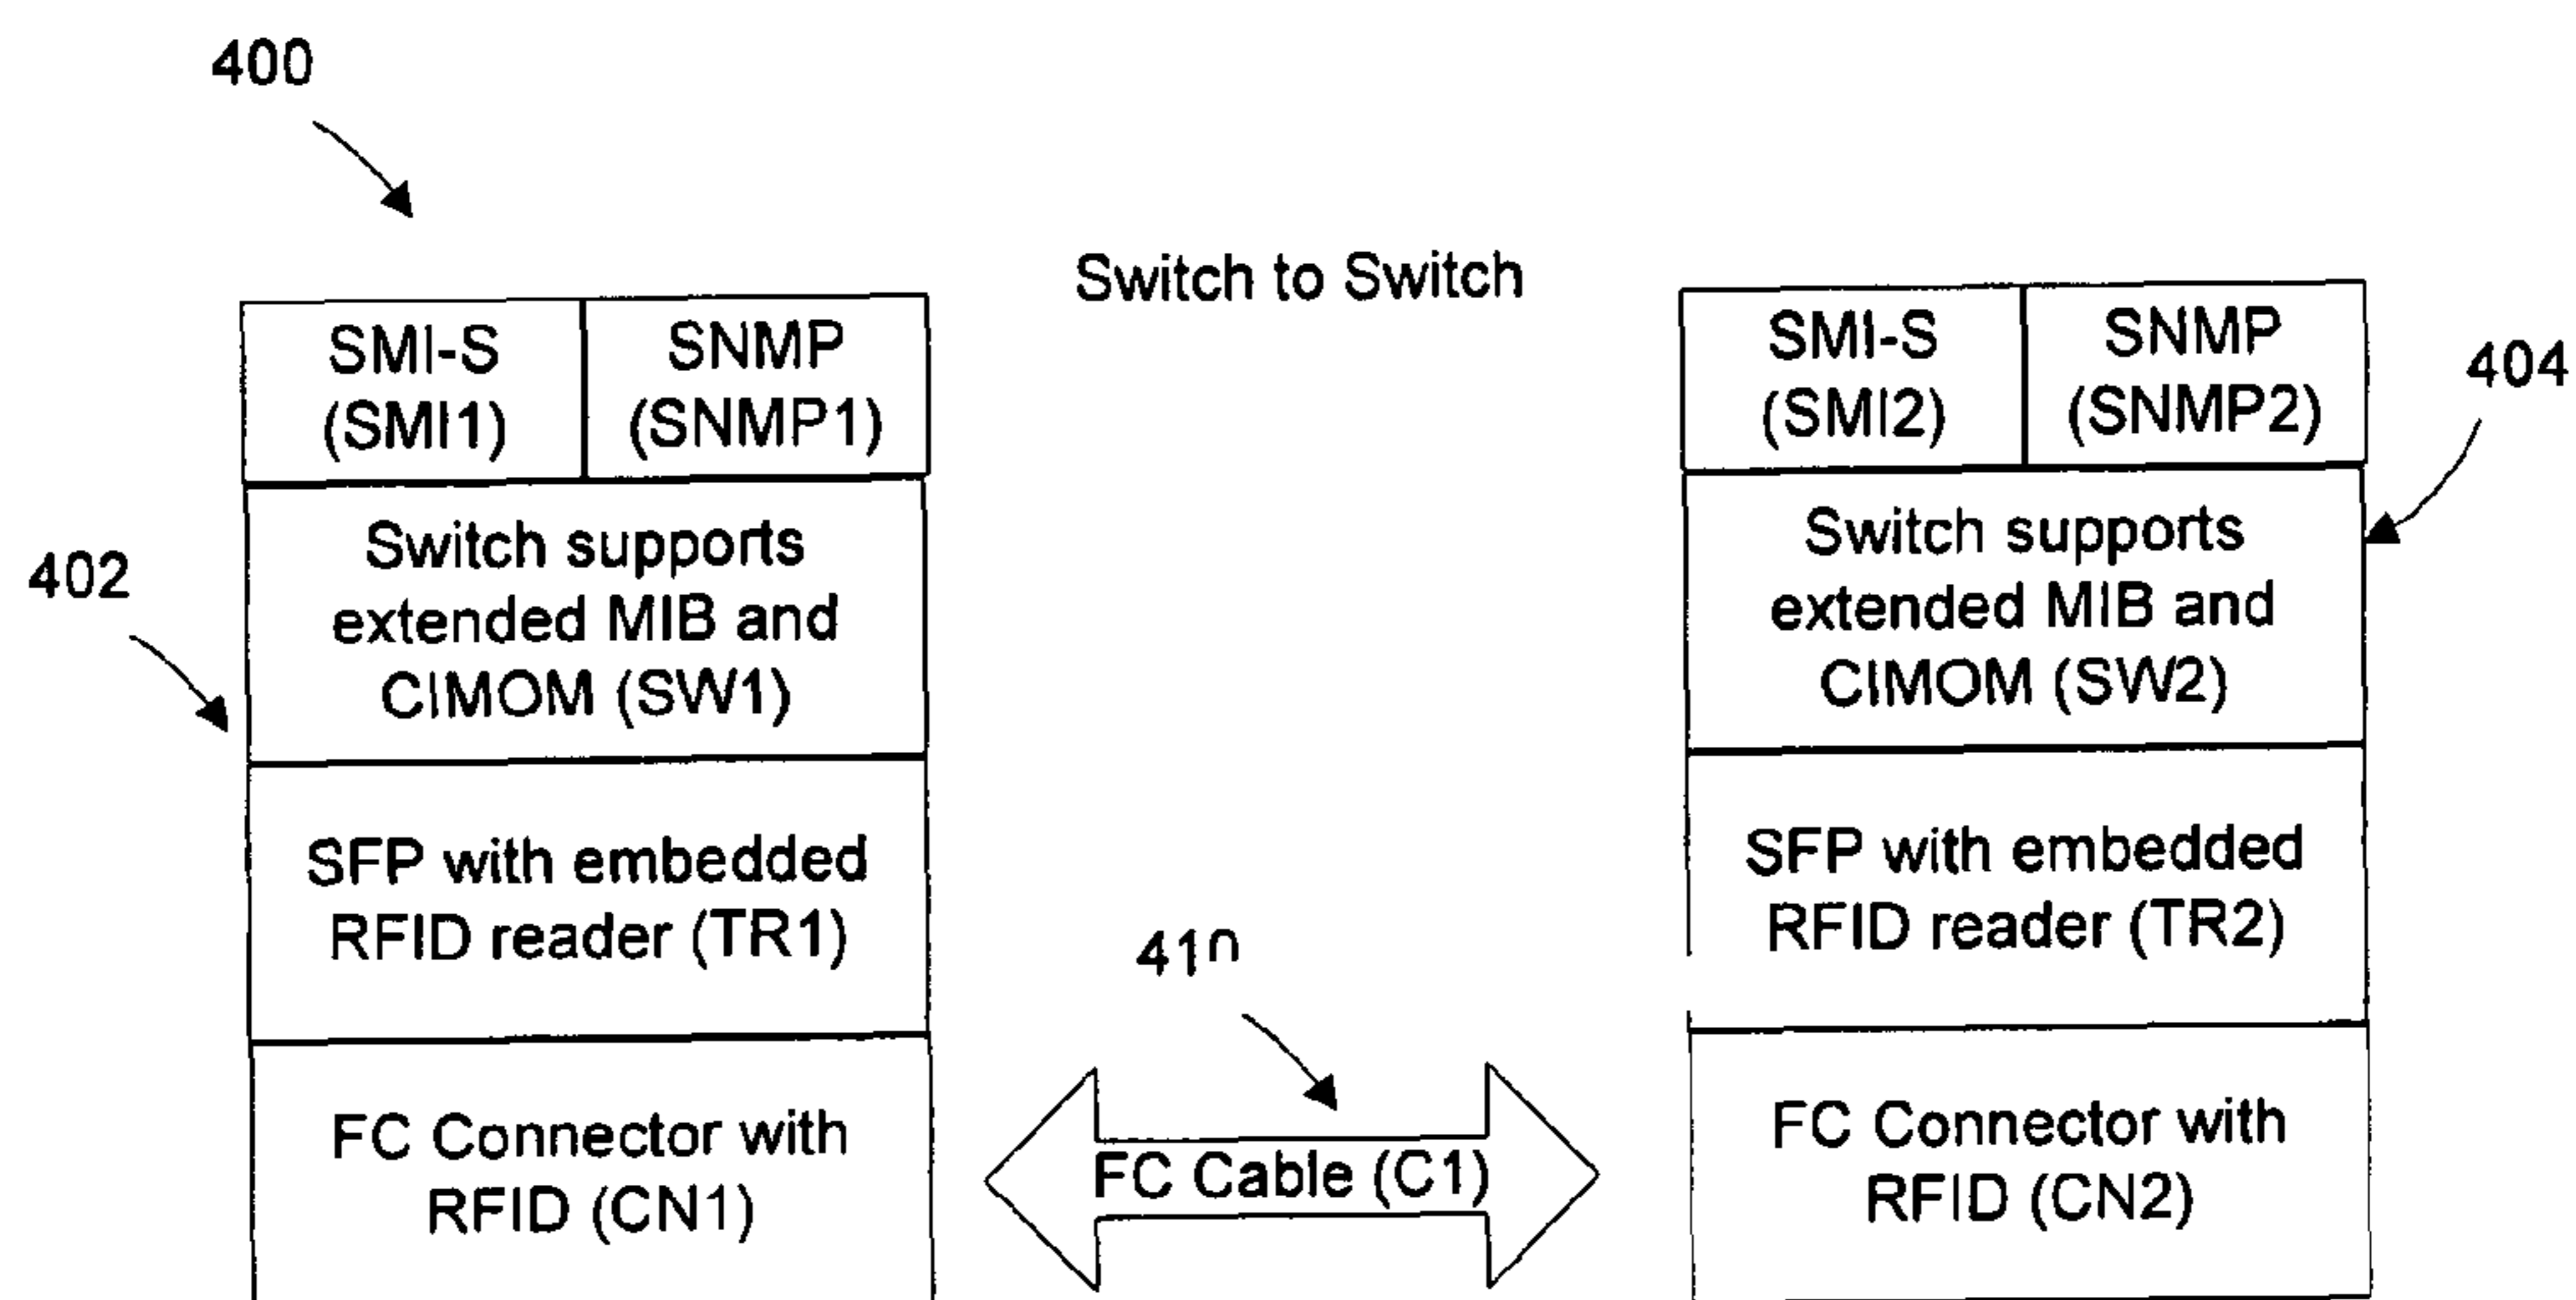 400
Switch to Switch
SMI-S
(SMI1)
SNMP
(SNMP1)
SMI-S
(SMI2)
SNMP
(SNMP2)
404
402
Switch supports
extended MIB and
CIMOM (SW1)
Switch supports
extended MIB and
CIMOM (SW2)
SFP with embedded
RFID reader (TR1)
SFP with embedded
RFID reader (TR2)
410
FC Connector with
RFID (CN1)
FC Cable (C1)
FC Connector with
RFID (CN2)